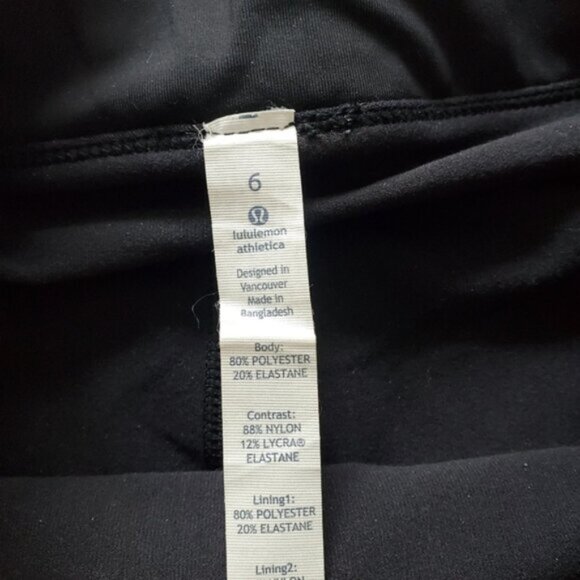 6
lululemon
athletica
Designed in
Vancouver
Made in
Bangladesh
Body:
80% POLYESTER
20% ELASTANE
Contrast:
88% NYLON
12% LYCRA®
ELASTANE
Lining1:
80% POLYESTER
20% ELASTANE
Lining2: